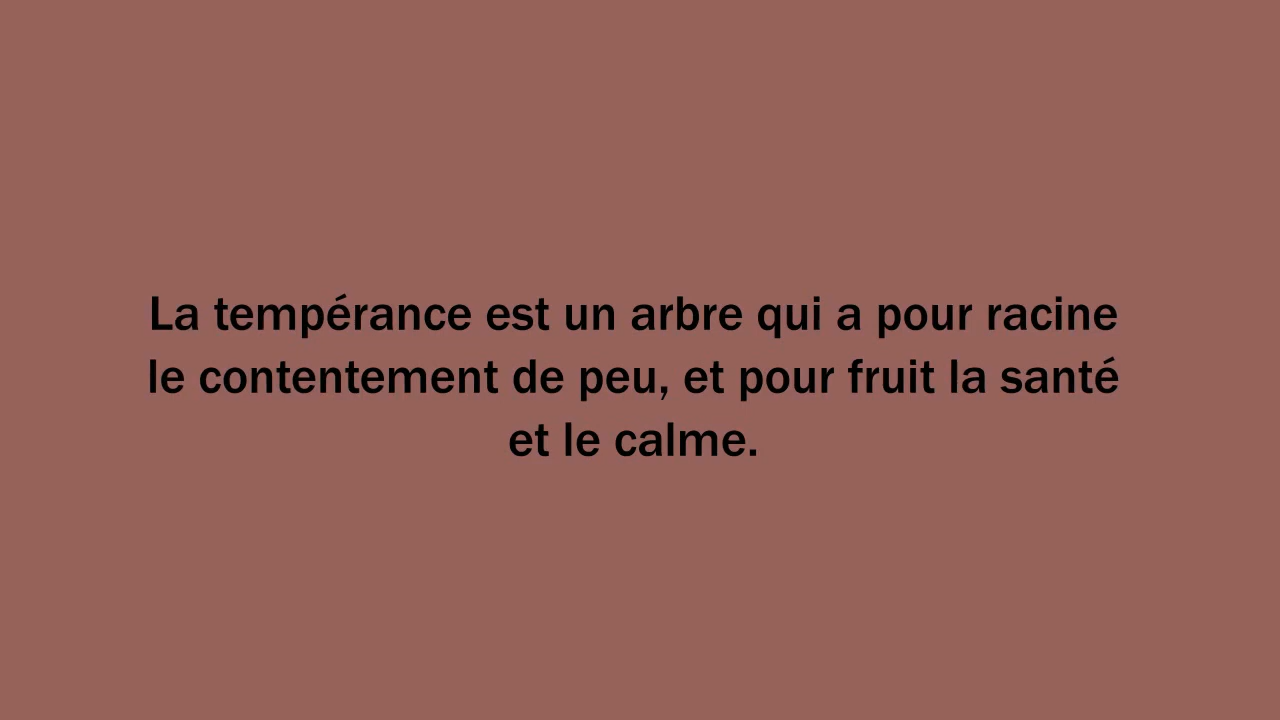 La tempérance est un arbre qui a pour racine
le contentement de peu, et pour fruit la santé
et le calme.